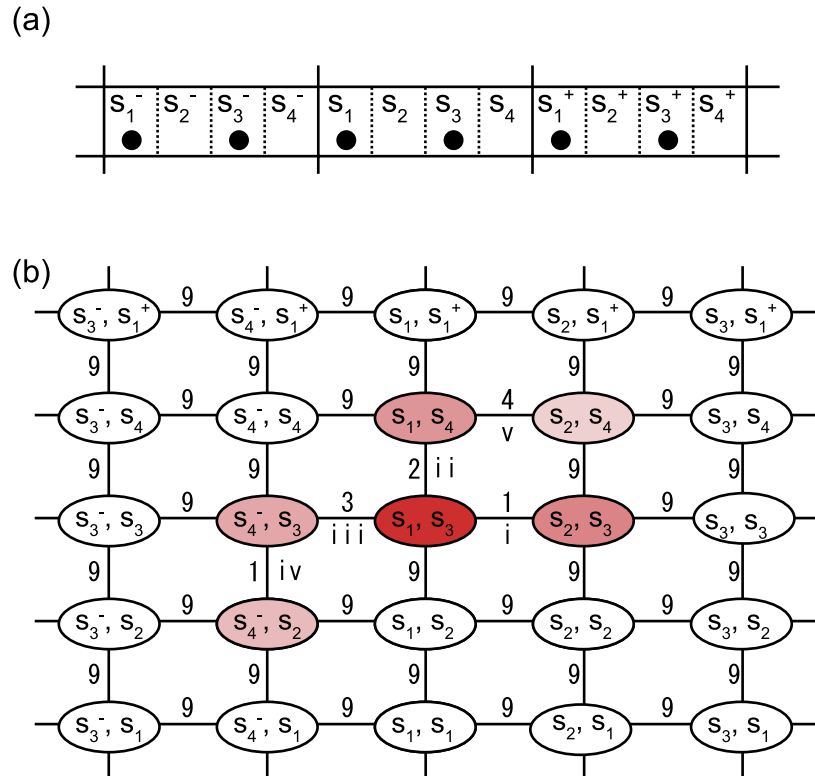 (a)
S₁⁻ S₂⁻ S₃⁻ S₄⁻ S₁ S₂ S₃ S₄ S₁⁺ S₂⁺ S₃⁺ S₄⁺
(b)
S₃⁻, S₁⁺ 9 S₄⁻, S₁⁺ 9 S₁, S₁⁺ 9 S₂, S₁⁺ 9 S₃, S₁⁺
9 9 9 9 9
S₃⁻, S₄ 9 S₄⁻, S₄ 9 S₁, S₄ 4 v S₂, S₄ 9 S₃, S₄
9 9 2 ii 9 9
S₃⁻, S₃ 9 S₄⁻, S₃ 3 iii S₁, S₃ 1 i S₂, S₃ 9 S₃, S₃
9 1 iv 9 9 9
S₃⁻, S₂ 9 S₄⁻, S₂ 9 S₁, S₂ 9 S₂, S₂ 9 S₃, S₂
9 9 9 9 9
S₃⁻, S₁ 9 S₄⁻, S₁ 9 S₁, S₁ 9 S₂, S₁ 9 S₃, S₁